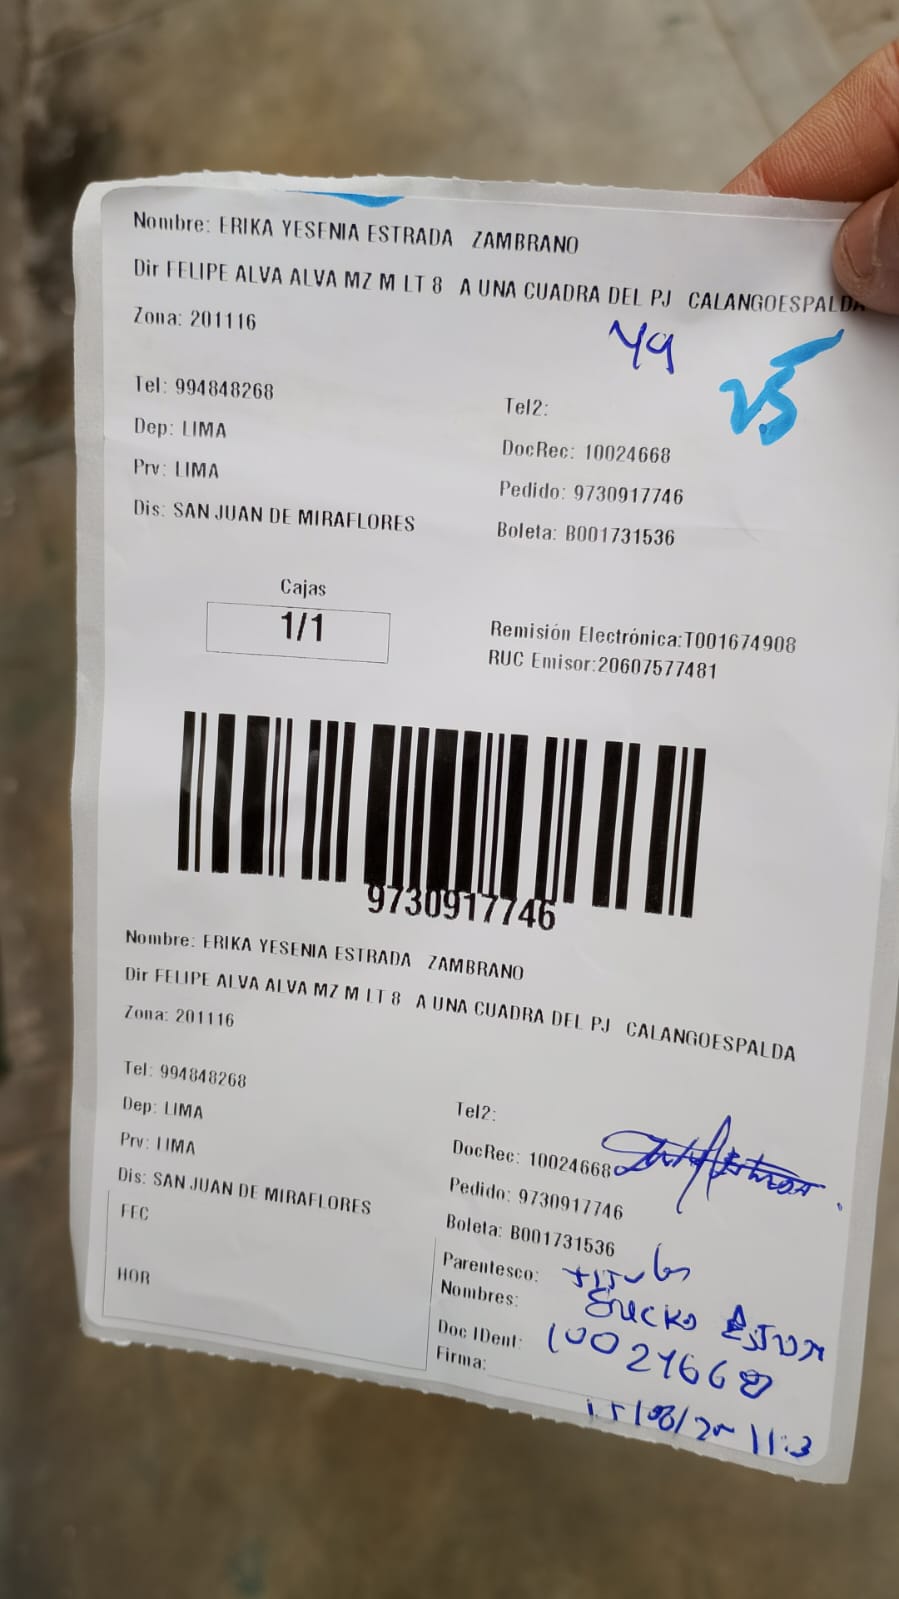 Nombre: ERIKA YESENIA ESTRADA ZAMBRANO
Dir FELIPE ALVA ALVA MZ M LT 8 A UNA CUADRA DEL PJ CALANGOESPALDA
Zona: 201116
49
25
Tel: 994848268
Tel2:
Dep: LIMA
DocRec: 10024668
Prv: LIMA
Pedido: 9730917746
Dis: SAN JUAN DE MIRAFLORES
Boleta: B001731536
Cajas
1/1
Remisión Electrónica:T001674908
RUC Emisor:20607577481
9730917746
Nombre: ERIKA YESENIA ESTRADA ZAMBRANO
Dir FELIPE ALVA ALVA MZ M LT 8 A UNA CUADRA DEL PJ CALANGOESPALDA
Zona: 201116
Tel: 994848268
Tel2:
Dep: LIMA
DocRec: 10024668
Prv: LIMA
Pedido: 9730917746
Dis: SAN JUAN DE MIRAFLORES
Boleta: B001731536
FEC
Parentesco:
Nombres:
HOR
Doc IDent: 10024668
Firma: